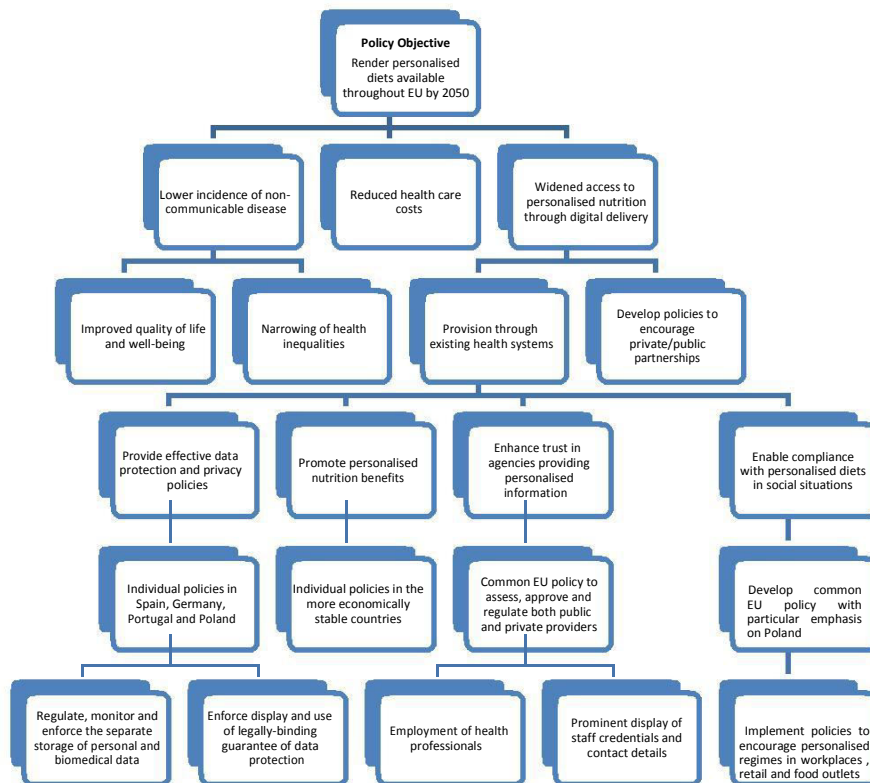 Policy Objective
Render personalised
diets available
throughout EU by 2050
Lower incidence of non-
communicable disease
Reduced health care
costs
Widened access to
personalised nutrition
through digital delivery
Improved quality of life
and well-being
Narrowing of health
inequalities
Provision through
existing health systems
Develop policies to
encourage
private/public
partnerships
Provide effective data
protection and privacy
policies
Promote personalised
nutrition benefits
Enhance trust in
agencies providing
personalised
information
Enable compliance
with personalised diets
in social situations
Individual policies in
Spain, Germany,
Portugal and Poland
Individual policies in the
more economically
stable countries
Common EU policy to
assess, approve and
regulate both public
and private providers
Develop common
EU policy with
particular emphasis
on Poland
Regulate, monitor and
enforce the separate
storage of personal and
biomedical data
Enforce display and use
of legally-binding
guarantee of data
protection
Employment of health
professionals
Prominent display of
staff credentials and
contact details
Implement policies to
encourage personalised
regimes in workplaces ,
retail and food outlets